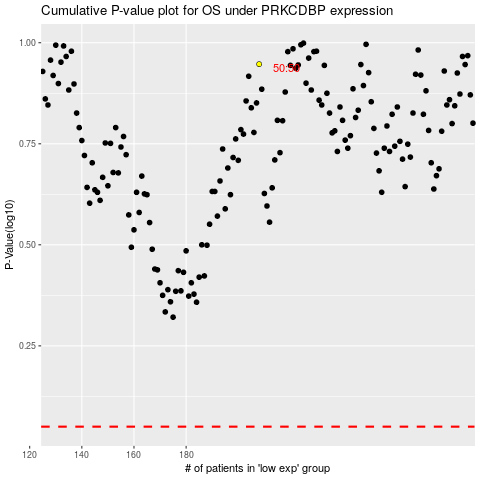 Cumulative P-value plot for OS under PRKCDBP expression
P-Value(log10)
1.00
0.75
0.50
0.25
50:50
120 140 160 180
# of patients in 'low exp' group